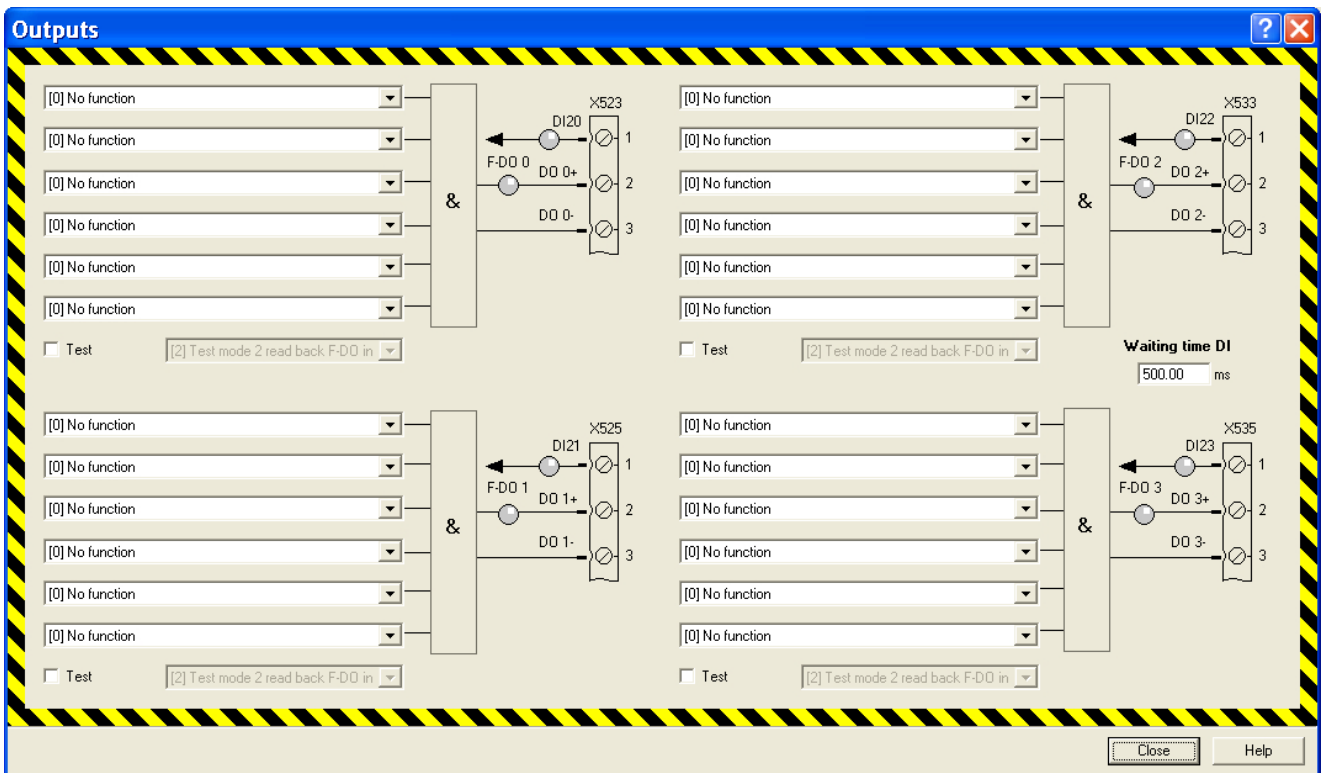 Outputs
[0] No function
[0] No function
[0] No function
[0] No function
[0] No function
[0] No function
Test
[2] Test mode 2 read back F-DO in
&
X523
DI20
1
F-DO 0
DO 0+
2
DO 0-
3
[0] No function
[0] No function
[0] No function
[0] No function
[0] No function
[0] No function
Test
[2] Test mode 2 read back F-DO in
&
X533
DI22
1
F-DO 2
DO 2+
2
DO 2-
3
Waiting time DI
500.00 ms
[0] No function
[0] No function
[0] No function
[0] No function
[0] No function
[0] No function
Test
[2] Test mode 2 read back F-DO in
&
X525
DI21
1
F-DO 1
DO 1+
2
DO 1-
3
[0] No function
[0] No function
[0] No function
[0] No function
[0] No function
[0] No function
Test
[2] Test mode 2 read back F-DO in
&
X535
DI23
1
F-DO 3
DO 3+
2
DO 3-
3
Close
Help